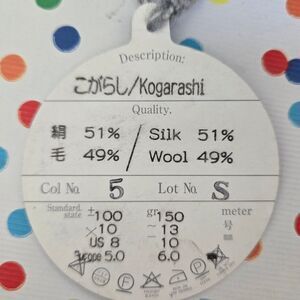 Description:
こがらし/Kogarashi
Quality.
絹 51% / Silk 51%
毛 49% / Wool 49%
Col No. 5 Lot No. S
Standard state ±100 gr 150 meter
×10 ~ 13 号
US 8 ~ 10
5.0 6.0